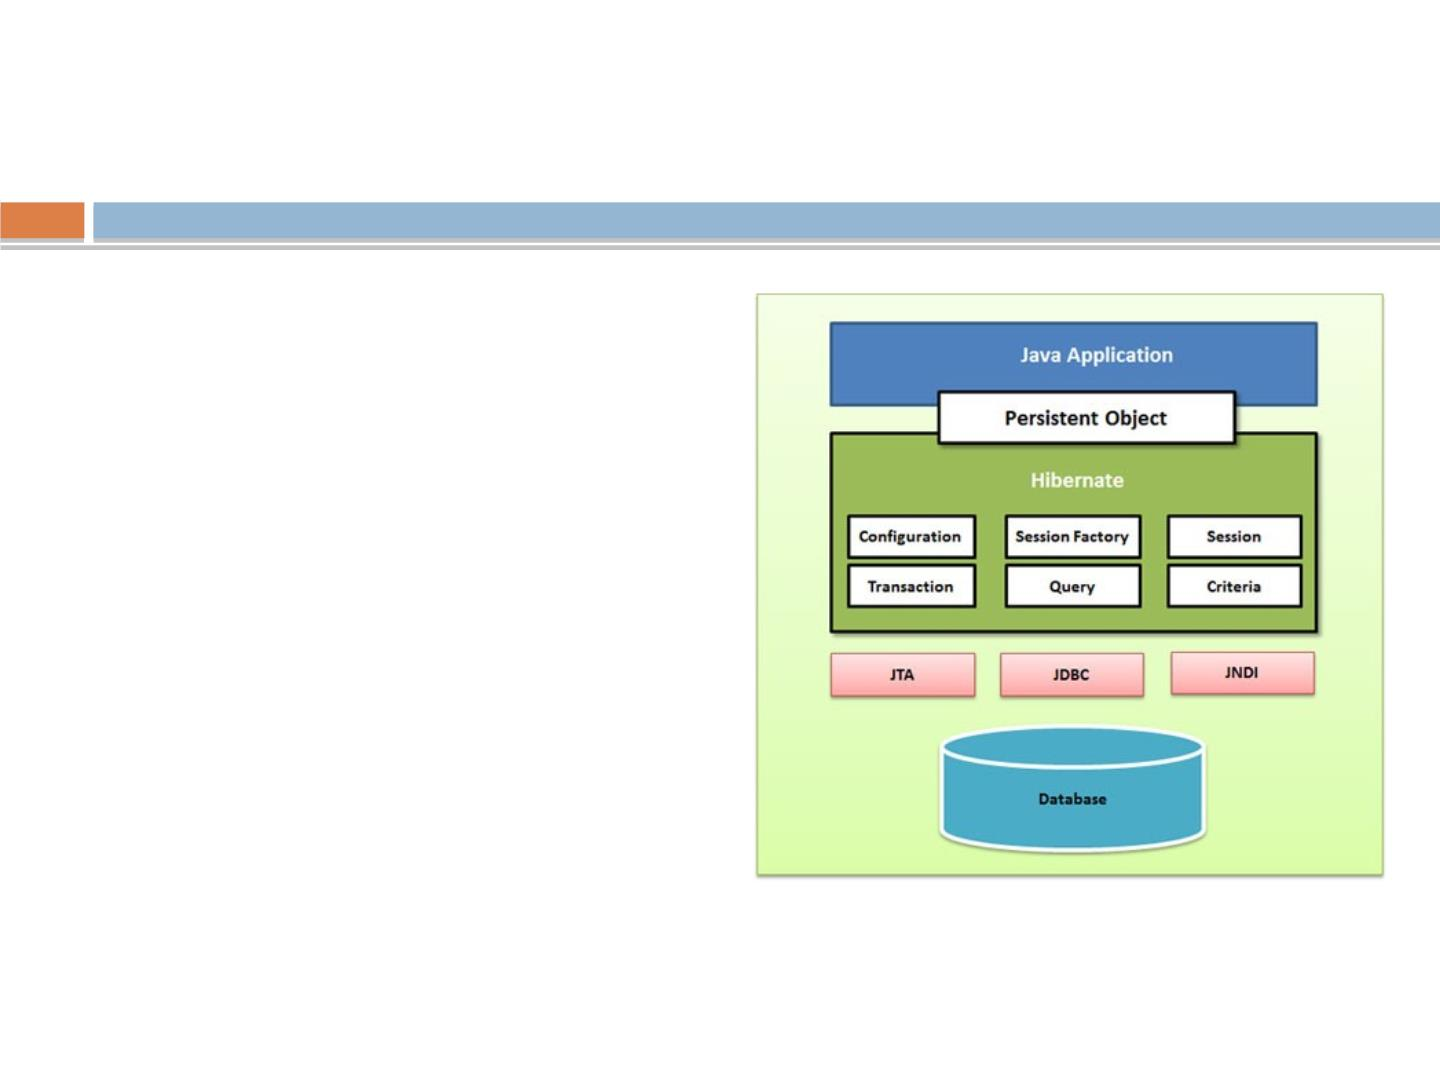 Java Application
Persistent Object
Hibernate
Configuration Session Factory Session
Transaction Query Criteria
JTA JDBC JNDI
Database